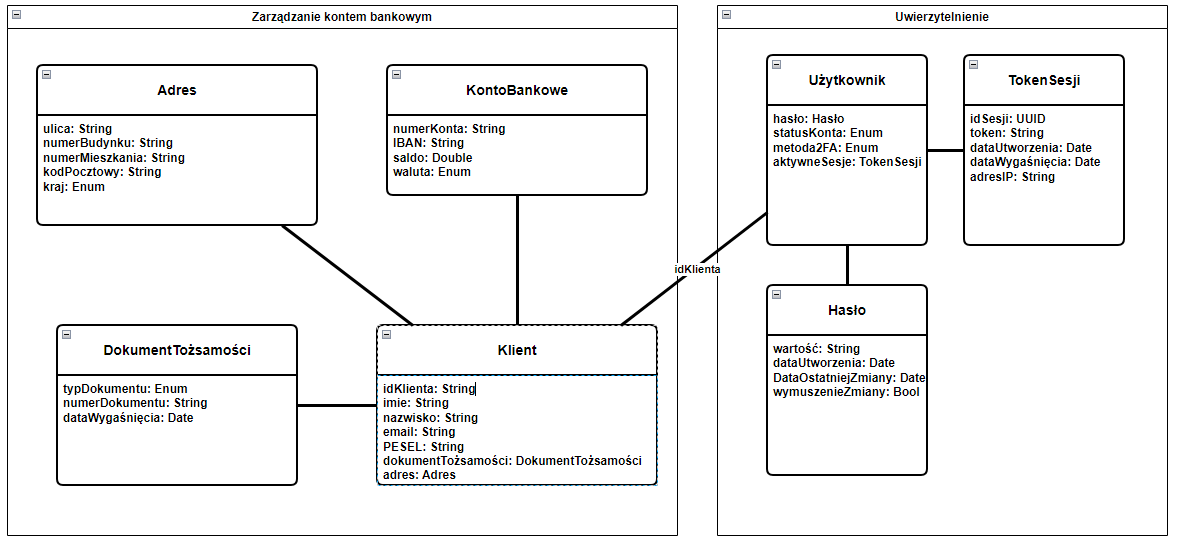 Zarządzanie kontem bankowym
Adres
ulica: String
numerBudynku: String
numerMieszkania: String
kodPocztowy: String
kraj: Enum
KontoBankowe
numerKonta: String
IBAN: String
saldo: Double
waluta: Enum
DokumentTożsamości
typDokumentu: Enum
numerDokumentu: String
dataWygaśnięcia: Date
Klient
idKlienta: String
imie: String
nazwisko: String
email: String
PESEL: String
dokumentTożsamości: DokumentTożsamości
adres: Adres
idKlienta
Uwierzytelnienie
Użytkownik
hasło: Hasło
statusKonta: Enum
metoda2FA: Enum
aktywneSesje: TokenSesji
TokenSesji
idSesji: UUID
token: String
dataUtworzenia: Date
dataWygaśnięcia: Date
adresIP: String
Hasło
wartość: String
dataUtworzenia: Date
DataOstatniejZmiany: Date
wymuszenieZmiany: Bool